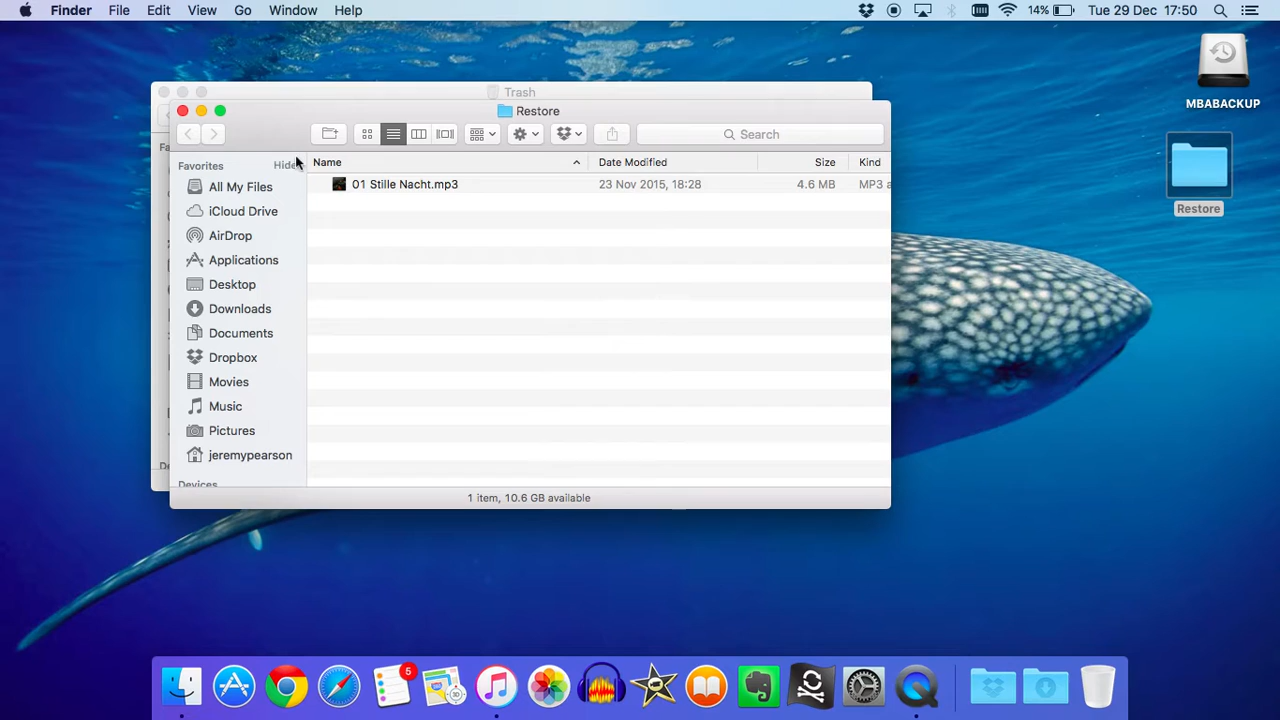 Finder File Edit View Go Window Help 14% Tue 29 Dec 17:50
MBABACKUP
Restore
Trash
Restore
Search
Favorites Hide
Name Date Modified Size Kind
01 Stille Nacht.mp3 23 Nov 2015, 18:28 4.6 MB MP3 a
All My Files
iCloud Drive
AirDrop
Applications
Desktop
Downloads
Documents
Dropbox
Movies
Music
Pictures
jeremypearson
Devices
1 item, 10.6 GB available
Fa
De
5
3D